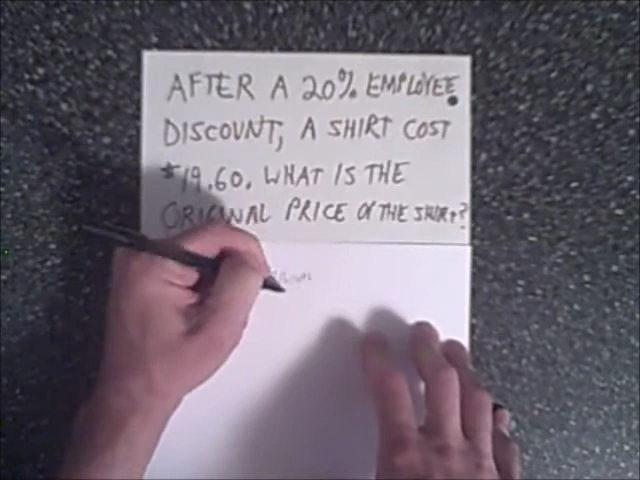 AFTER A 20% EMPLOYEE
DISCOUNT, A SHIRT COST
$19.60. WHAT IS THE
ORIGINAL PRICE OF THE SHIRT?